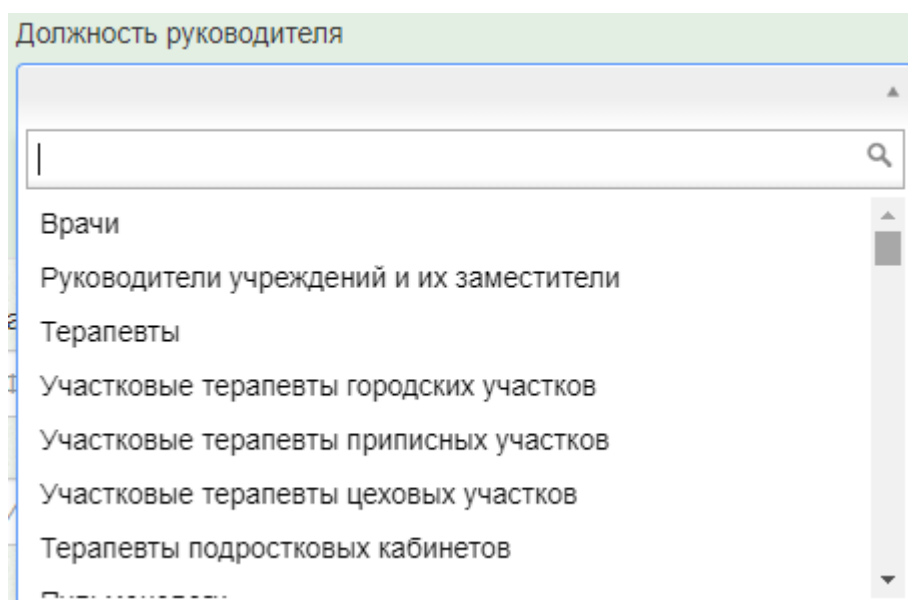 Должность руководителя
Врачи
Руководители учреждений и их заместители
Терапевты
Участковые терапевты городских участков
Участковые терапевты приписных участков
Участковые терапевты цеховых участков
Терапевты подростковых кабинетов